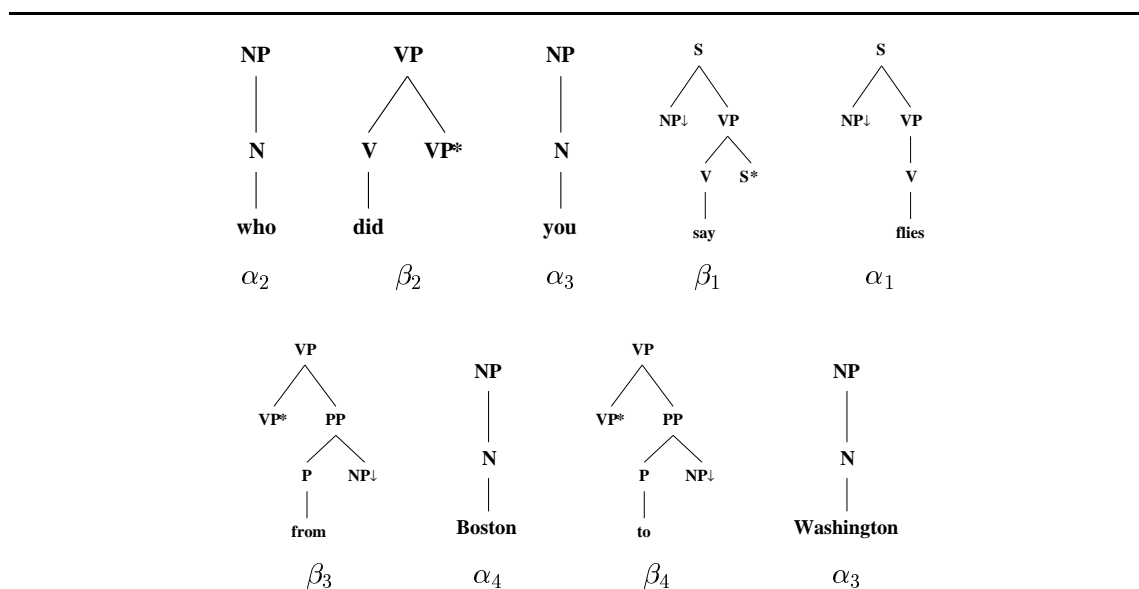 NP VP NP S S
NP↓ VP NP↓ VP
N V VP* N V S* V
who did you say flies
α₂ β₂ α₃ β₁ α₁
VP NP VP NP
VP* PP VP* PP
N N
P NP↓ P NP↓
from Boston to Washington
β₃ α₄ β₄ α₃